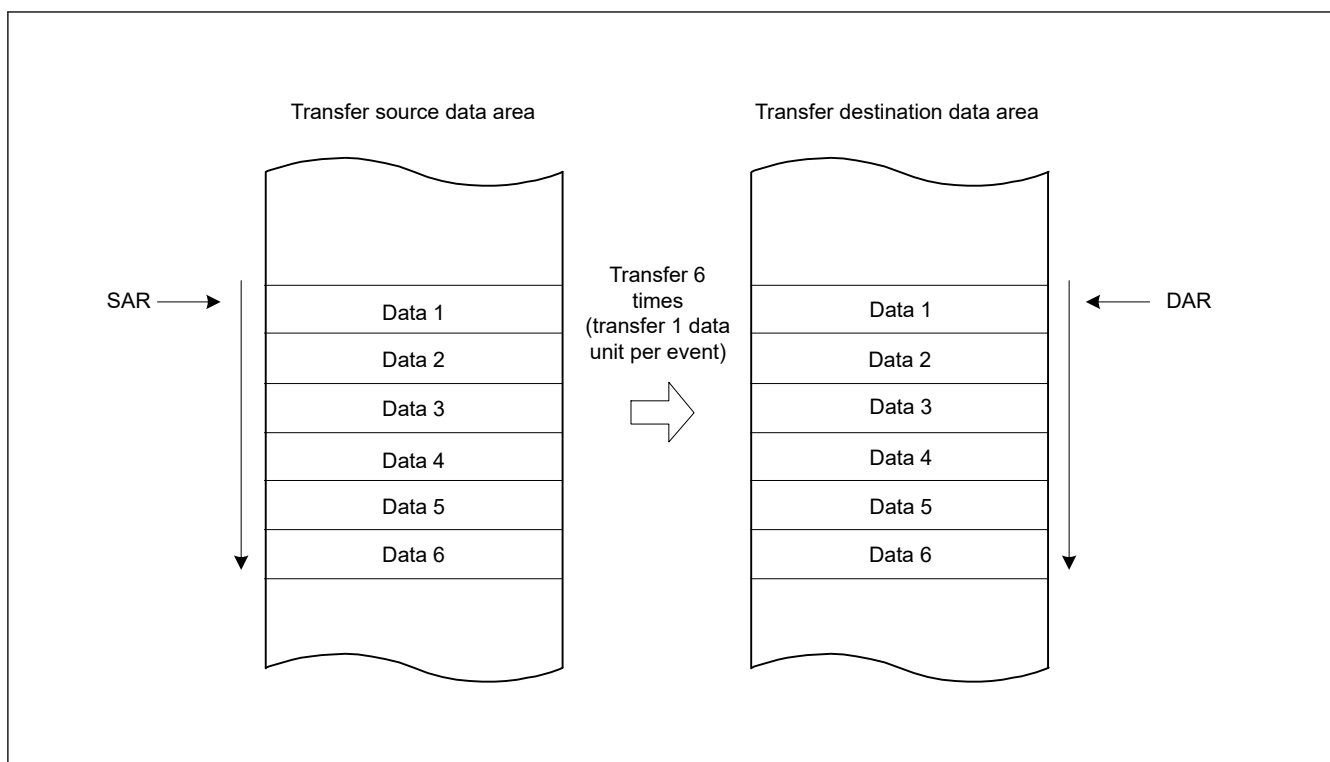 Transfer source data area
Transfer destination data area
SAR
Data 1
Data 2
Data 3
Data 4
Data 5
Data 6
Transfer 6
times
(transfer 1 data
unit per event)
Data 1
Data 2
Data 3
Data 4
Data 5
Data 6
DAR